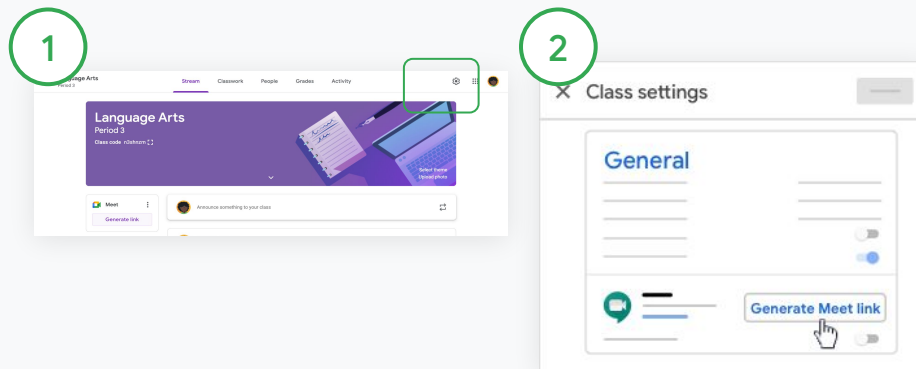 1
Language Arts
Period 3
Stream Classwork People Grades Activity
Language Arts
Period 3
Class code
Select theme
Upload photo
Meet
Generate link
Announce something to your class
2
Class settings
General
Generate Meet link